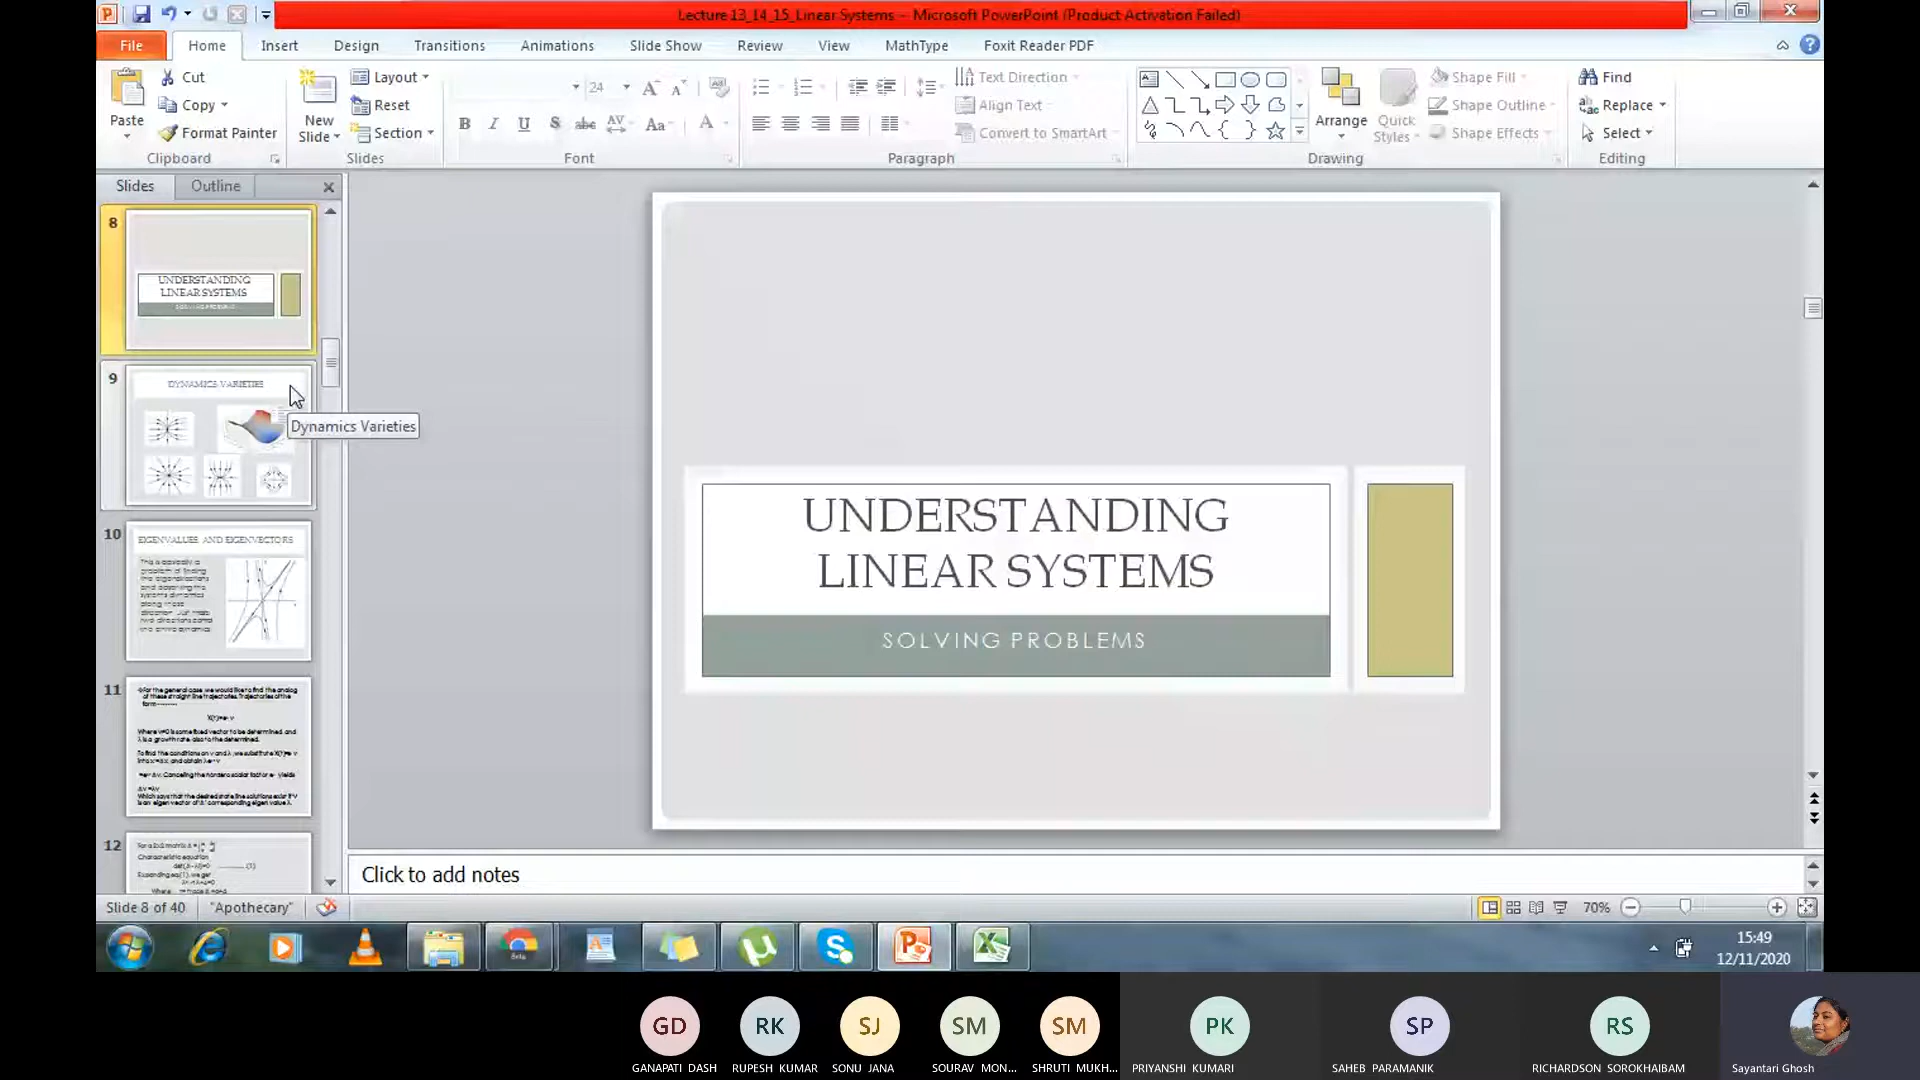 Lecture 13_14_15_Linear Systems - Microsoft PowerPoint (Product Activation Failed)
File Home Insert Design Transitions Animations Slide Show Review View MathType Foxit Reader PDF
Paste
Cut
Copy
Format Painter
Clipboard
New Slide
Layout
Reset
Section
Slides
24
Font
Text Direction
Align Text
Convert to SmartArt
Paragraph
Arrange
Quick Styles
Shape Fill
Shape Outline
Shape Effects
Drawing
Find
Replace
Select
Editing
Slides Outline
8
UNDERSTANDING
LINEAR SYSTEMS
9
DYNAMICS VARIETIES
Dynamics Varieties
10
EIGENVALUES AND EIGENVECTORS
11
12
UNDERSTANDING
LINEAR SYSTEMS
SOLVING PROBLEMS
Click to add notes
Slide 8 of 40 "Apothecary" 70%
15:49
12/11/2020
GD RK SJ SM SM PK SP RS
GANAPATI DASH RUPESH KUMAR SONU JANA SOURAV MON... SHRUTI MUKH... PRIYANSHI KUMARI SAHEB PARAMANIK RICHARDSON SOROKHAIBAM Sayantari Ghosh